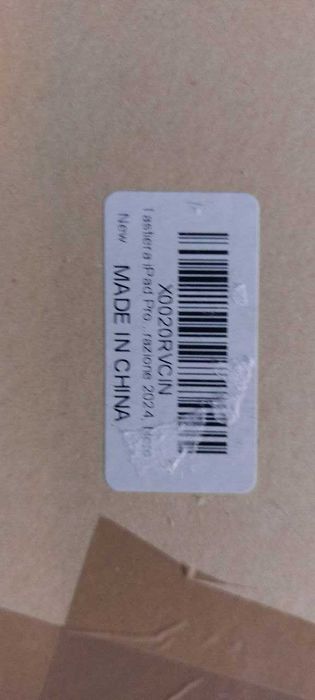 X0020RVCIN
Tastiera iPad Pro ..razione 2024,
New
MADE IN CHINA